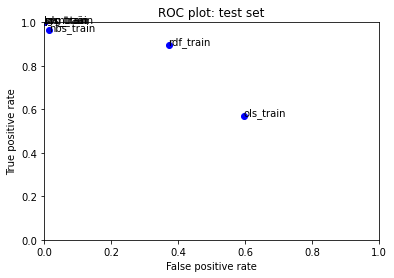 ROC plot: test set
nbs_train
rdf_train
ols_train
True positive rate
1.0
0.8
0.6
0.4
0.2
0.0
0.0
0.2
0.4
0.6
0.8
1.0
False positive rate